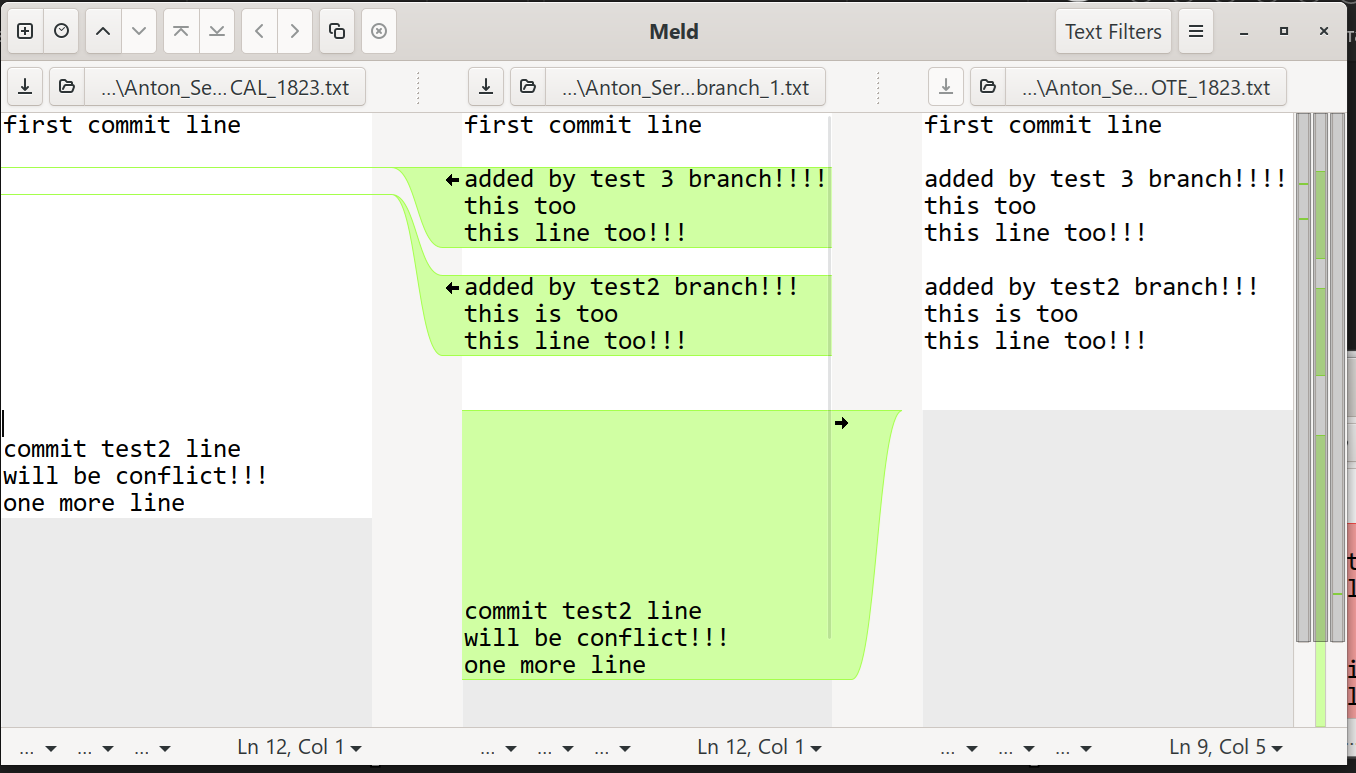 Meld
Text Filters
...\Anton_Se...CAL_1823.txt
...\Anton_Ser...branch_1.txt
...\Anton_Se...OTE_1823.txt
first commit line
commit test2 line
will be conflict!!!
one more line
first commit line
added by test 3 branch!!!!
this too
this line too!!!
added by test2 branch!!!
this is too
this line too!!!
commit test2 line
will be conflict!!!
one more line
first commit line
added by test 3 branch!!!!
this too
this line too!!!
added by test2 branch!!!
this is too
this line too!!!
... ... ... Ln 12, Col 1
... ... ... Ln 12, Col 1
... ... ... Ln 9, Col 5